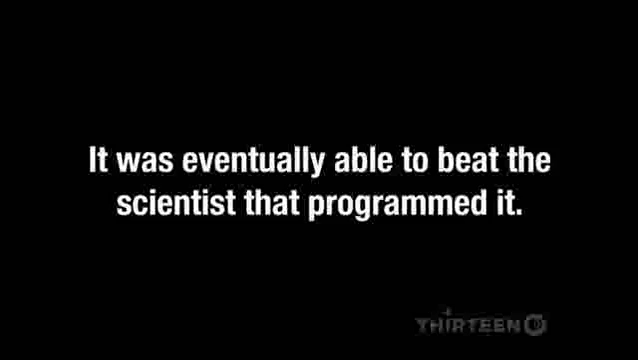 It was eventually able to beat the
scientist that programmed it.
THIRTEEN